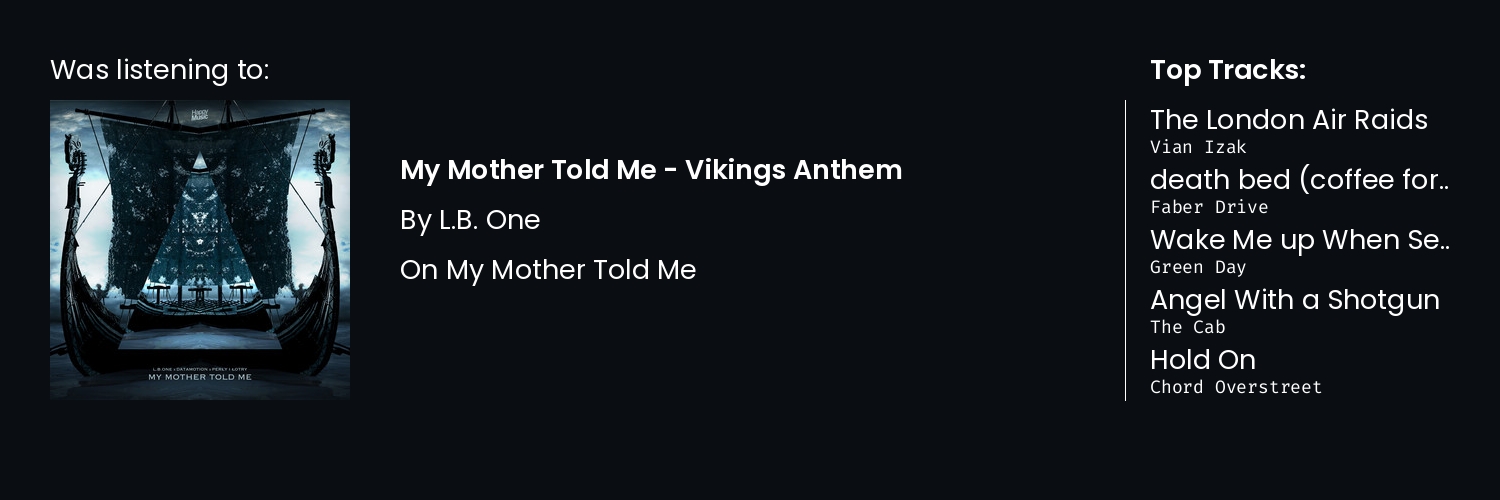 Was listening to:
Happy
Music
L.B.ONE • DATAMOTION • PERLY I LOTRY
MY MOTHER TOLD ME
My Mother Told Me - Vikings Anthem
By L.B. One
On My Mother Told Me
Top Tracks:
The London Air Raids
Vian Izak
death bed (coffee for..
Faber Drive
Wake Me up When Se..
Green Day
Angel With a Shotgun
The Cab
Hold On
Chord Overstreet